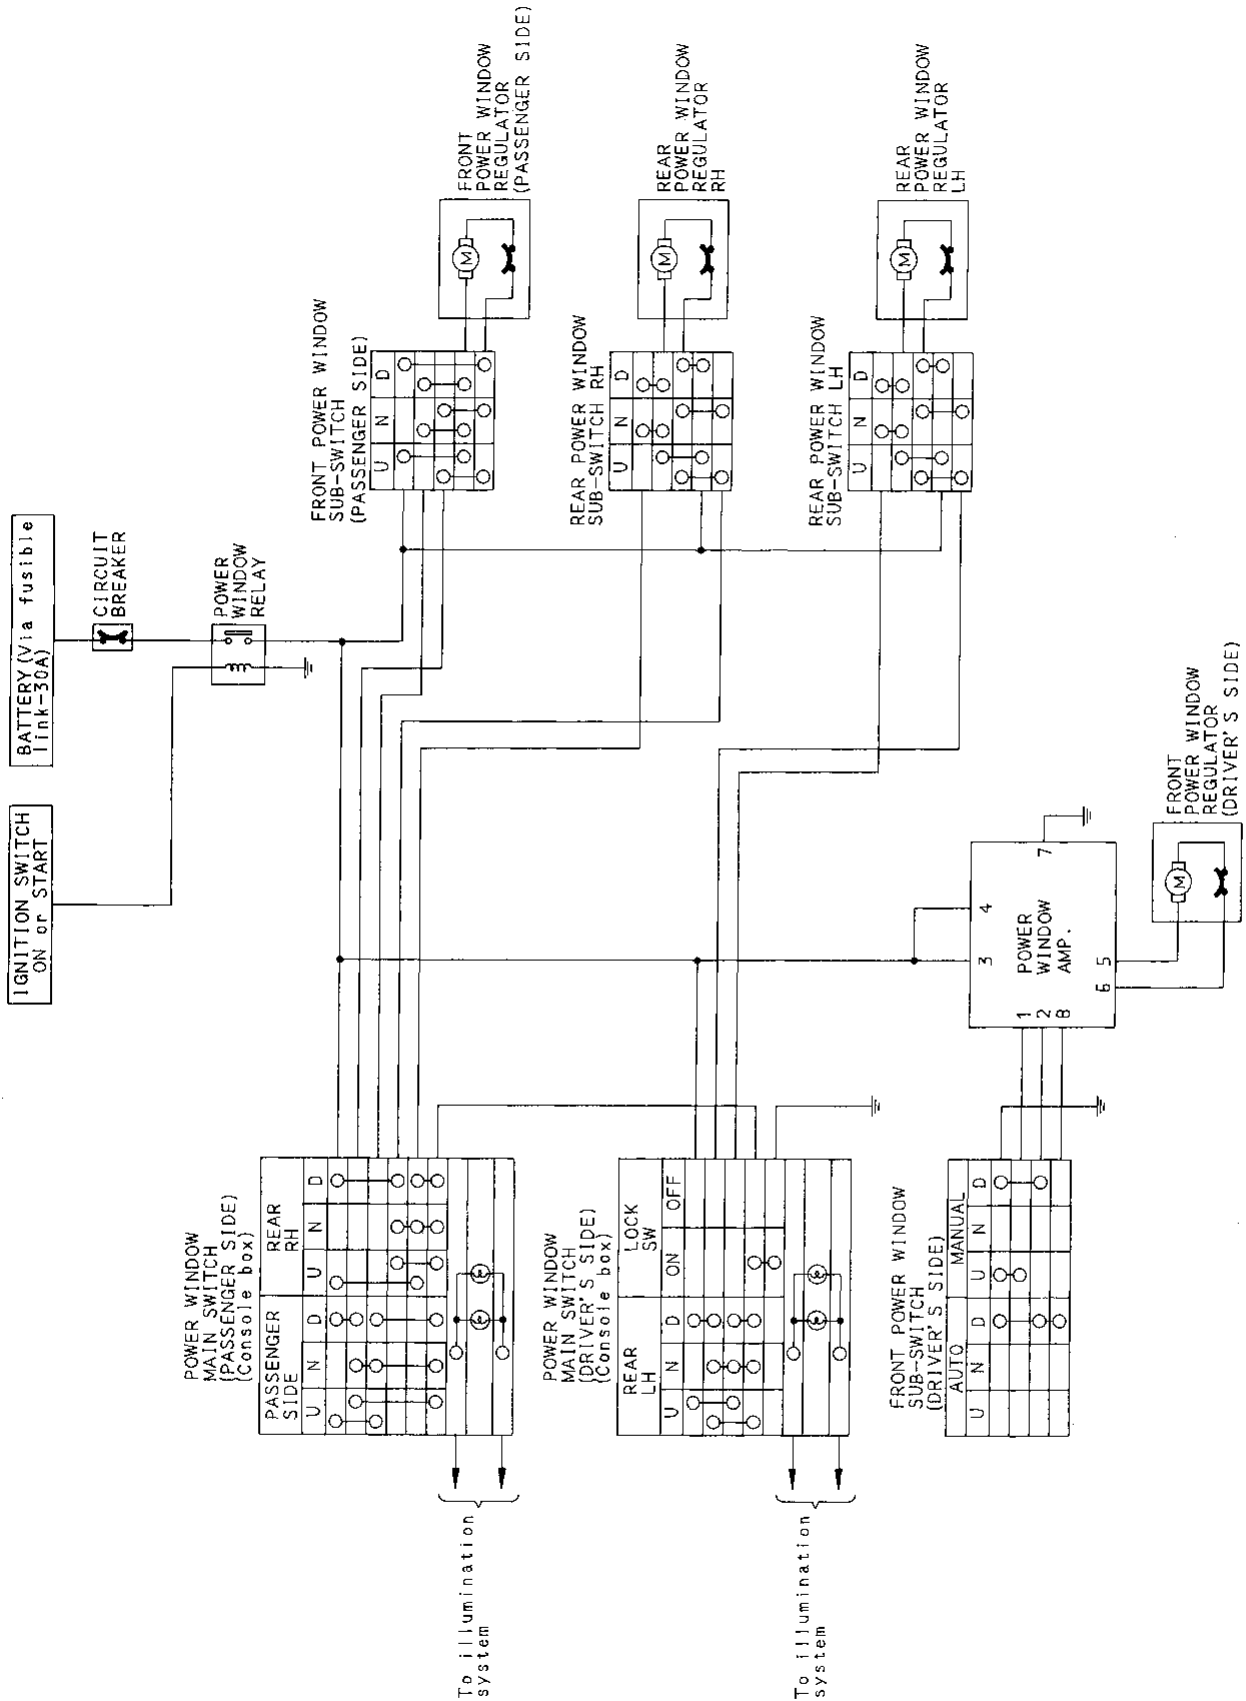 BATTERY(Via fusible
link-30A)
IGNITION SWITCH
ON or START
CIRCUIT
BREAKER
POWER
WINDOW
RELAY
FRONT POWER WINDOW
SUB-SWITCH
(PASSENGER SIDE)
U N D
FRONT
POWER WINDOW
REGULATOR
(PASSENGER SIDE)
M
REAR POWER WINDOW
SUB-SWITCH RH
U N D
REAR
POWER WINDOW
REGULATOR
RH
M
REAR POWER WINDOW
SUB-SWITCH LH
U N D
REAR
POWER WINDOW
REGULATOR
LH
M
POWER WINDOW
MAIN SWITCH
(PASSENGER SIDE)
(Console box)
PASSENGER
SIDE
REAR
RH
U N D U N D
To illumination
system
POWER WINDOW
MAIN SWITCH
(DRIVER'S SIDE)
(Console box)
REAR
LH
LOCK
SW
U N D ON OFF
To illumination
system
FRONT POWER WINDOW
SUB-SWITCH
(DRIVER'S SIDE)
AUTO MANUAL
U N D U N D
3 4 7
POWER
WINDOW
AMP.
1
2
8
6 5
FRONT
POWER WINDOW
REGULATOR
(DRIVER'S SIDE)
M